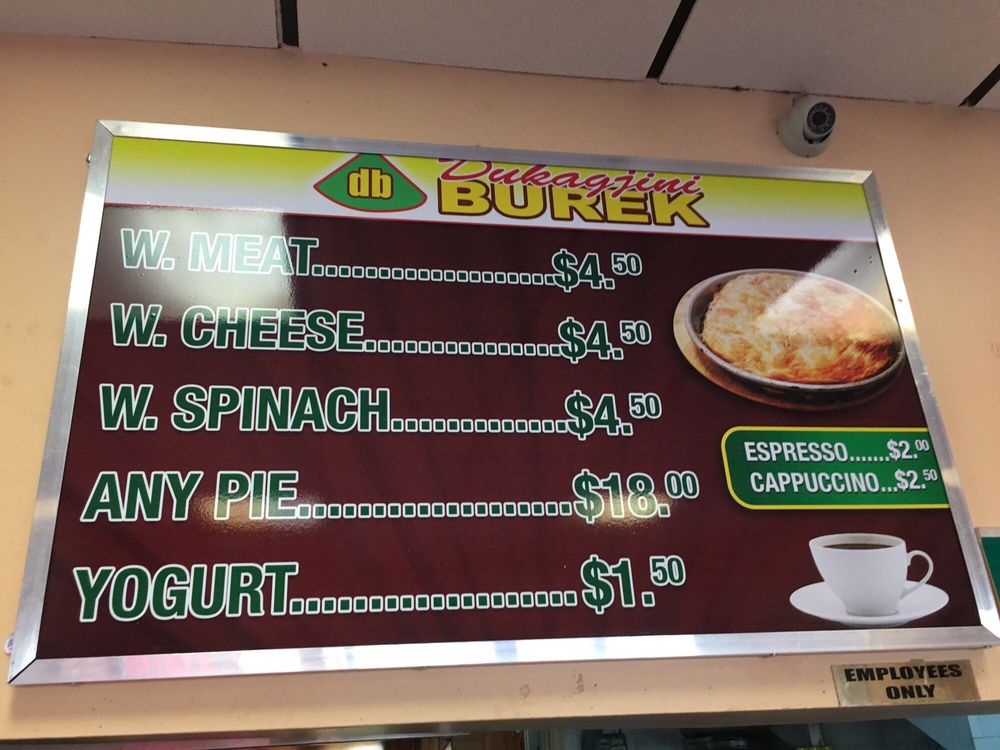 db
Dukagjini
BUREK
W. MEAT...................$4.50
W. CHEESE...............$4.50
W. SPINACH.............$4.50
ANY PIE.....................$18.00
YOGURT......................$1.50
ESPRESSO.......$2.00
CAPPUCCINO...$2.50
EMPLOYEES
ONLY